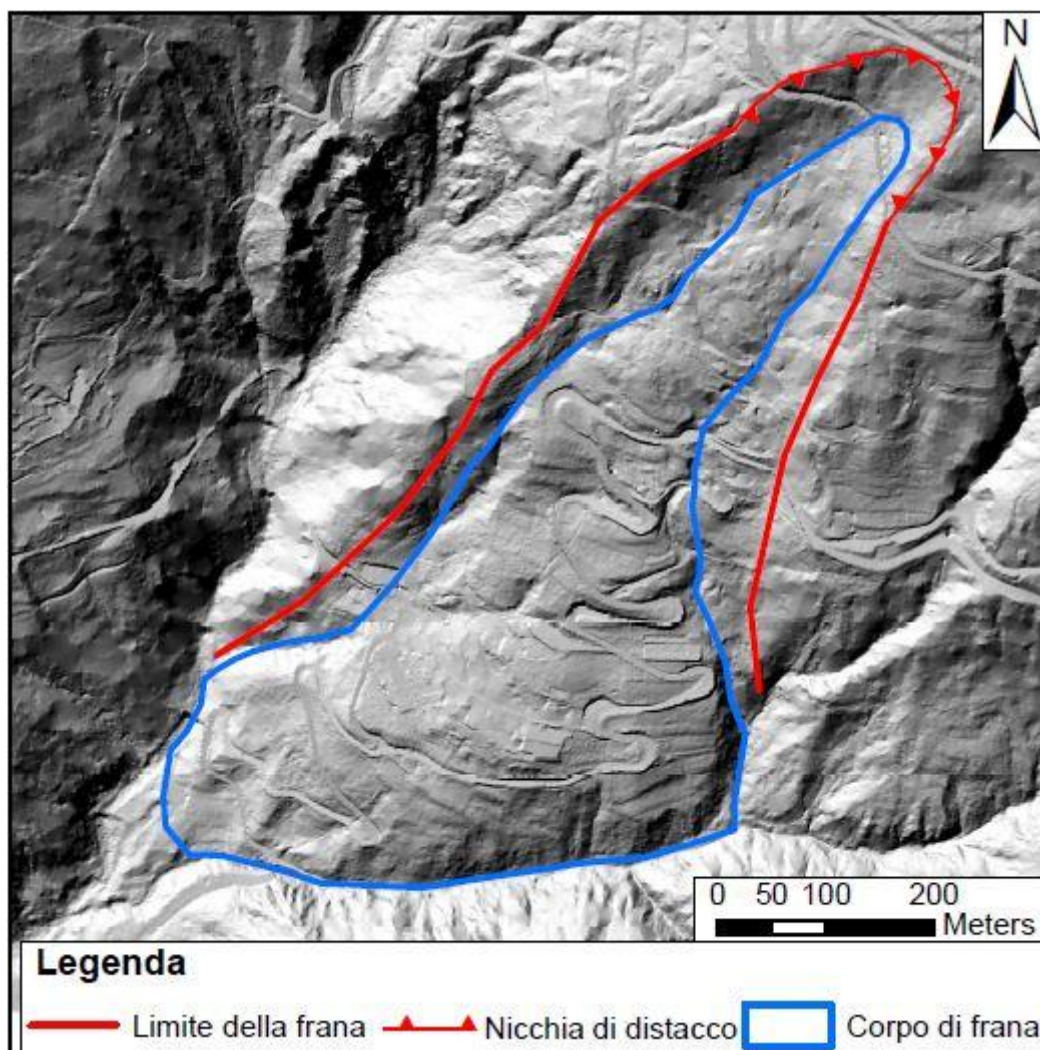 N
0 50 100 200
Meters
Legenda
Limite della frana Nicchia di distacco Corpo di frana